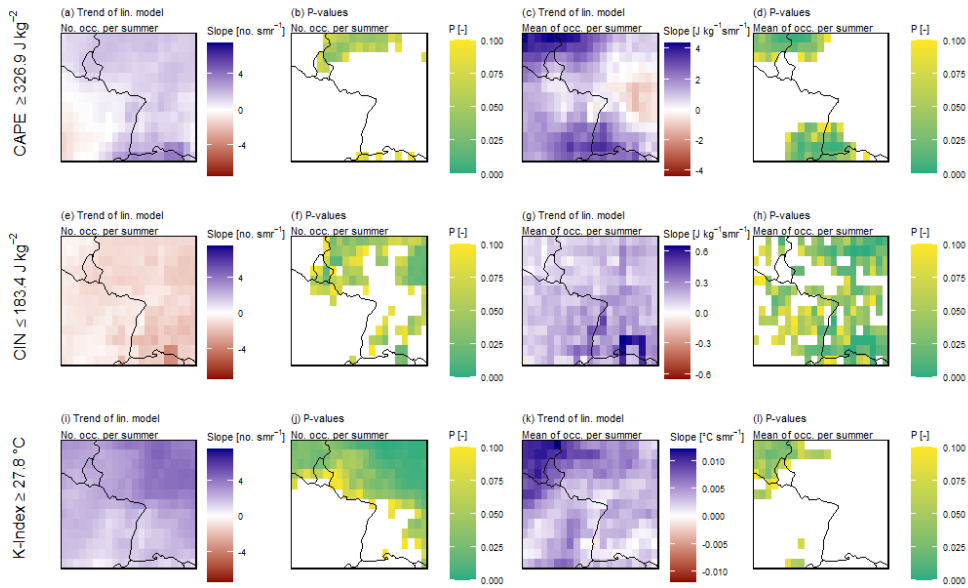 CAPE ≥ 326.9 J kg⁻²
(a) Trend of lin. model
No. occ. per summer
Slope [no. smr⁻¹]
4
0
-4
(b) P-values
No. occ. per summer
P [-]
0.100
0.075
0.050
0.025
0.000
(c) Trend of lin. model
Mean of occ. per summer
Slope [J kg⁻¹smr⁻¹]
4
2
0
-2
-4
(d) P-values
Mean of occ. per summer
P [-]
0.100
0.075
0.050
0.025
0.000
CIN ≤ 183.4 J kg⁻²
(e) Trend of lin. model
No. occ. per summer
Slope [no. smr⁻¹]
4
0
-4
(f) P-values
No. occ. per summer
P [-]
0.100
0.075
0.050
0.025
0.000
(g) Trend of lin. model
Mean of occ. per summer
Slope [J kg⁻¹smr⁻¹]
0.6
0.3
0.0
-0.3
-0.6
(h) P-values
Mean of occ. per summer
P [-]
0.100
0.075
0.050
0.025
0.000
K-Index ≥ 27.8 °C
(i) Trend of lin. model
No. occ. per summer
Slope [no. smr⁻¹]
4
0
-4
(j) P-values
No. occ. per summer
P [-]
0.100
0.075
0.050
0.025
0.000
(k) Trend of lin. model
Mean of occ. per summer
Slope [°C smr⁻¹]
0.010
0.005
0.000
-0.005
-0.010
(l) P-values
Mean of occ. per summer
P [-]
0.100
0.075
0.050
0.025
0.000